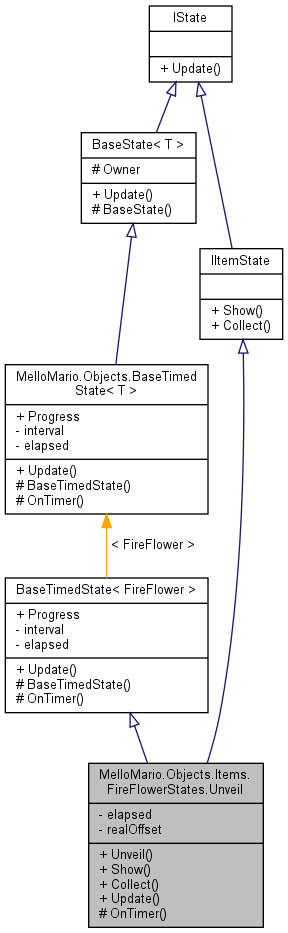 IState
+ Update()
BaseState< T >
# Owner
+ Update()
# BaseState()
IItemState
+ Show()
+ Collect()
MelloMario.Objects.BaseTimed
State< T >
+ Progress
- interval
- elapsed
+ Update()
# BaseTimedState()
# OnTimer()
< FireFlower >
BaseTimedState< FireFlower >
+ Progress
- interval
- elapsed
+ Update()
# BaseTimedState()
# OnTimer()
MelloMario.Objects.Items.
FireFlowerStates.Unveil
- elapsed
- realOffset
+ Unveil()
+ Show()
+ Collect()
+ Update()
# OnTimer()